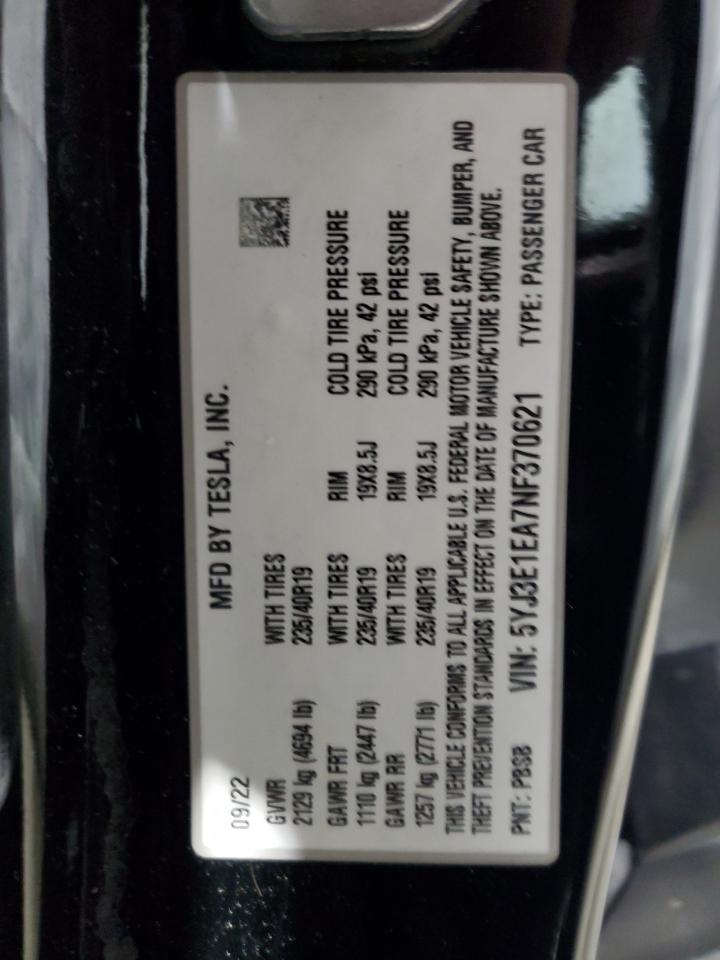 MFD BY TESLA, INC.
09/22
GVWR WITH TIRES
2129 kg (4694 lb) 235/40R19
GAWR FRT WITH TIRES RIM COLD TIRE PRESSURE
1110 kg (2447 lb) 235/40R19 19X8.5J 290 kPa, 42 psi
GAWR RR WITH TIRES RIM COLD TIRE PRESSURE
1257 kg (2771 lb) 235/40R19 19X8.5J 290 kPa, 42 psi
THIS VEHICLE CONFORMS TO ALL APPLICABLE U.S. FEDERAL MOTOR VEHICLE SAFETY, BUMPER, AND
THEFT PREVENTION STANDARDS IN EFFECT ON THE DATE OF MANUFACTURE SHOWN ABOVE.
PNT: PBSB VIN: 5YJ3E1EA7NF370621 TYPE: PASSENGER CAR